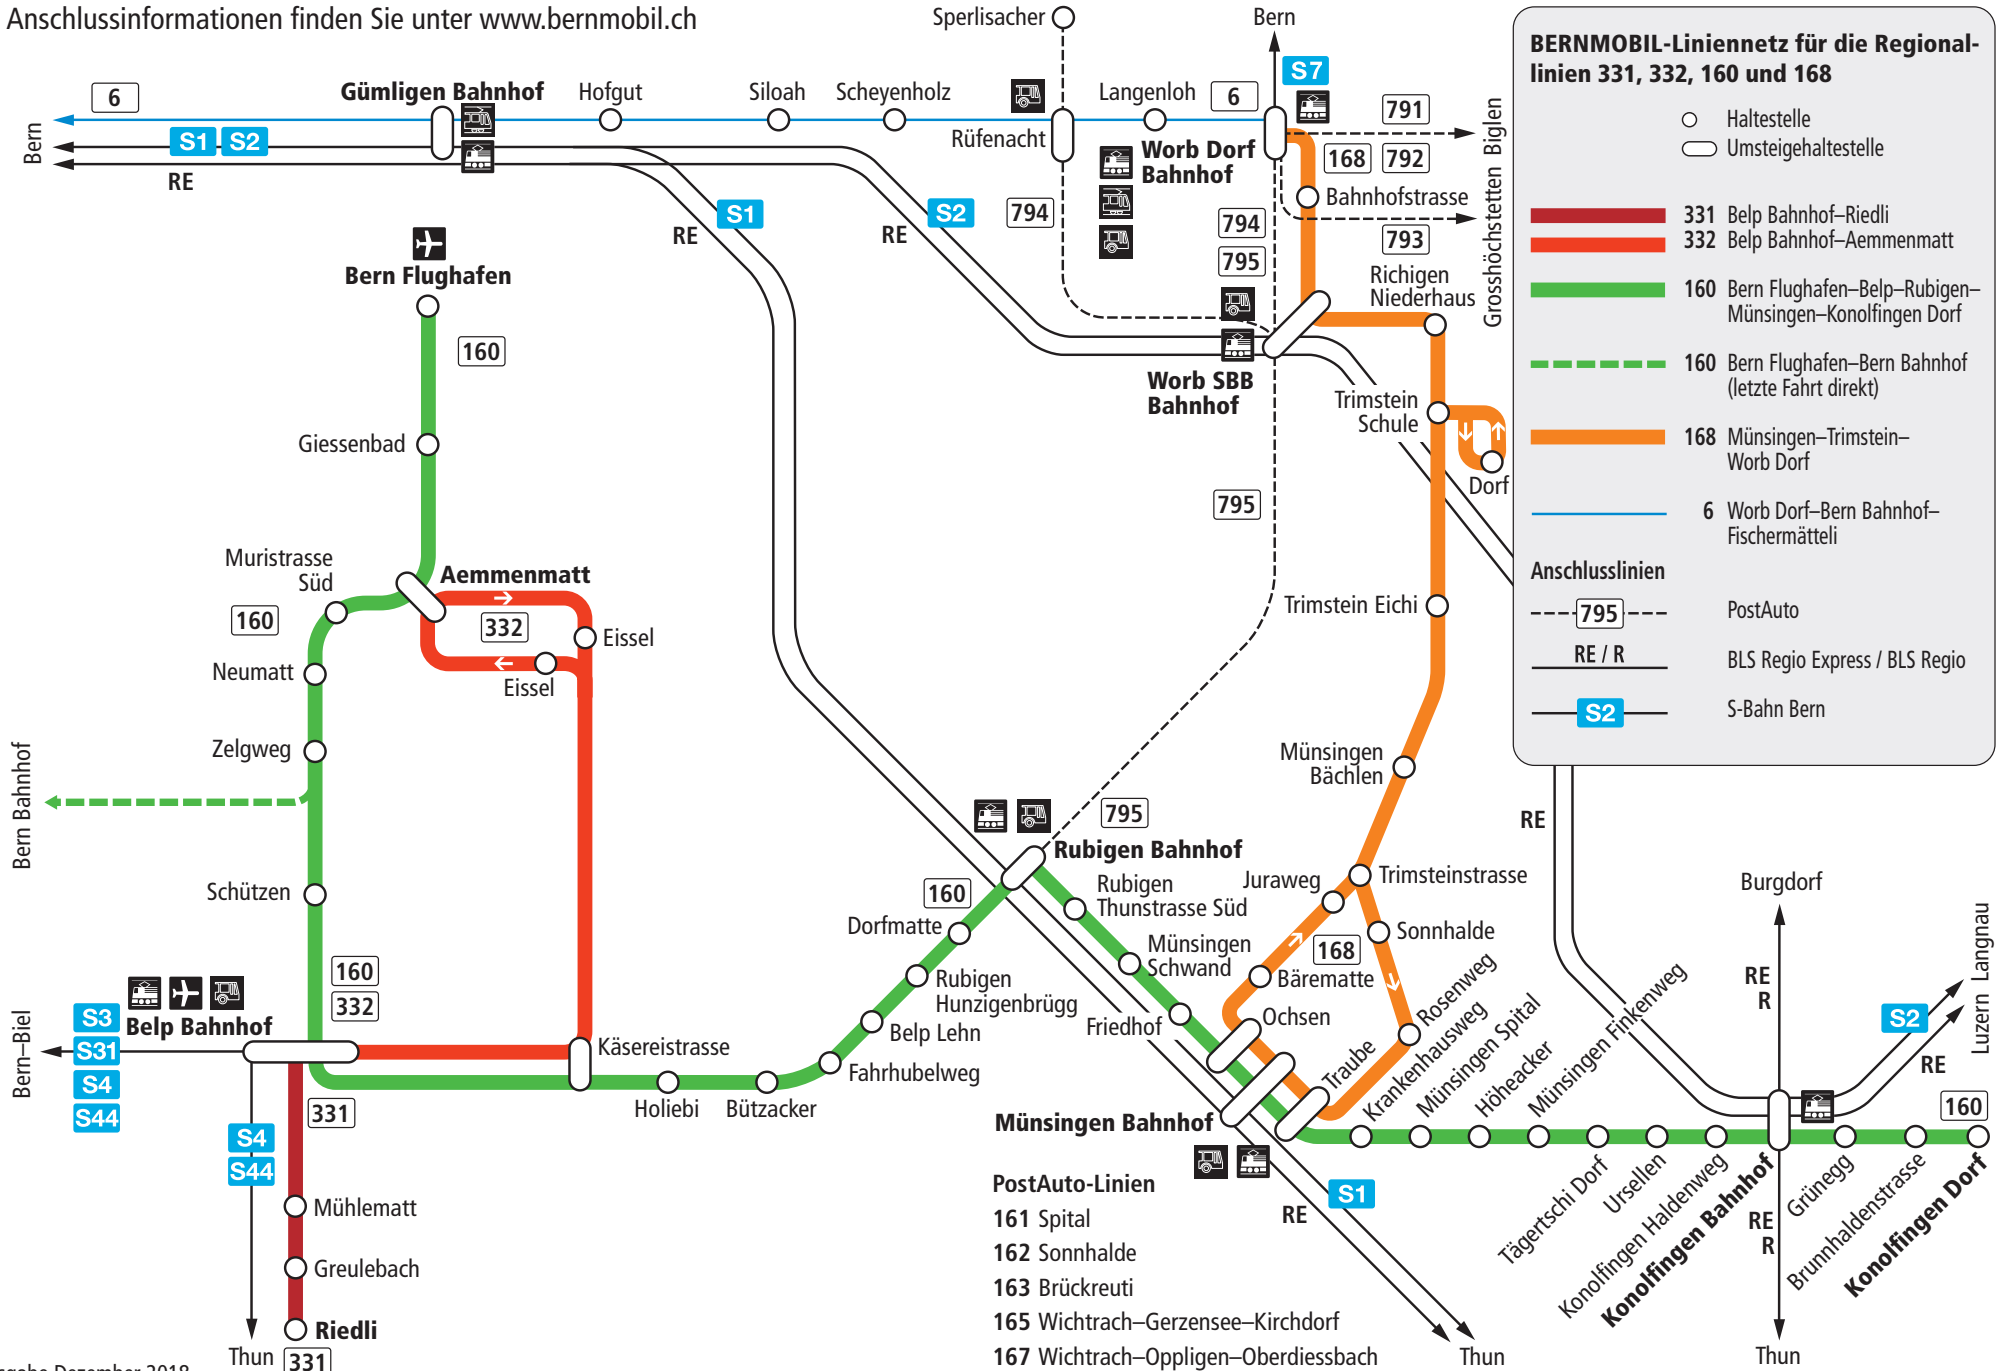 Anschlussinformationen finden Sie unter www.bernmobil.ch
Sperlisacher
Bern
6
Gümligen Bahnhof
Hofgut
Siloah
Scheyenholz
Langenloh
6
S7
791
Bern
S1 S2
RE
Rüfenacht
Worb Dorf
Bahnhof
168
792
Biglen
Grosshöchstetten
Bahnhofstrasse
793
S1
RE
S2
RE
794
794
795
Richigen
Niederhaus
Bern Flughafen
160
Worb SBB
Bahnhof
Trimstein
Schule
Dorf
Giessenbad
795
Muristrasse
Süd
Aemmenmatt
160
332
Eissel
Eissel
Trimstein Eichi
Neumatt
Zelgweg
Bern Bahnhof
Münsingen
Bächlen
795
Rubigen Bahnhof
Schützen
160
Dorfmatte
Rubigen
Thunstrasse Süd
Juraweg
Trimsteinstrasse
Münsingen
Schwand
168
Sonnhalde
Bärematte
Rubigen
Hunzigenbrügg
160
332
Belp Bahnhof
S3
S31
S4
S44
Bern–Biel
Käsereistrasse
Belp Lehn
Friedhof
Ochsen
Rosenweg
Fahrhubelweg
Holiebi
Bützacker
331
S4
S44
Traube
Krankenhausweg
Münsingen Spital
Höheacker
Münsingen Finkenweg
Münsingen Bahnhof
Mühlematt
Greulebach
Riedli
Thun
331
PostAuto-Linien
161 Spital
162 Sonnhalde
163 Brückreuti
165 Wichtrach–Gerzensee–Kirchdorf
167 Wichtrach–Oppligen–Oberdiessbach
S1
RE
Thun
RE
Burgdorf
RE
R
S2
RE
Langnau
Luzern
160
Tägertschi Dorf
Ursellen
Konolfingen Haldenweg
Konolfingen Bahnhof
Grünegg
Brunnhaldenstrasse
Konolfingen Dorf
RE
R
Thun
BERNMOBIL-Liniennetz für die Regional-
linien 331, 332, 160 und 168
Haltestelle
Umsteigehaltestelle
331 Belp Bahnhof–Riedli
332 Belp Bahnhof–Aemmenmatt
160 Bern Flughafen–Belp–Rubigen–
Münsingen–Konolfingen Dorf
160 Bern Flughafen–Bern Bahnhof
(letzte Fahrt direkt)
168 Münsingen–Trimstein–
Worb Dorf
6 Worb Dorf–Bern Bahnhof–
Fischermätteli
Anschlusslinien
795 PostAuto
RE / R BLS Regio Express / BLS Regio
S2 S-Bahn Bern